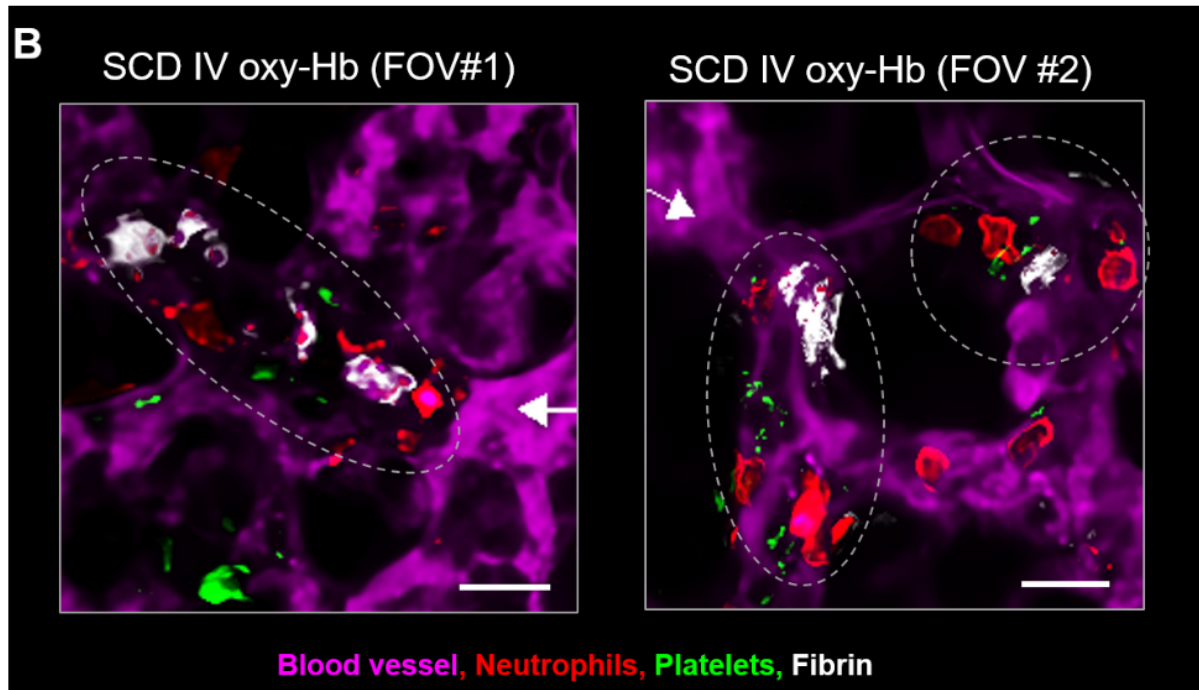 B
SCD IV oxy-Hb (FOV#1)
SCD IV oxy-Hb (FOV #2)
Blood vessel, Neutrophils, Platelets, Fibrin